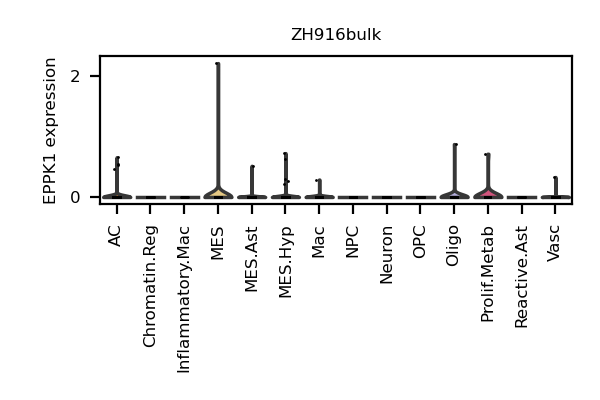 ZH916bulk
EPPK1 expression
2
0
AC
Chromatin.Reg
Inflammatory.Mac
MES
MES.Ast
MES.Hyp
Mac
NPC
Neuron
OPC
Oligo
Prolif.Metab
Reactive.Ast
Vasc